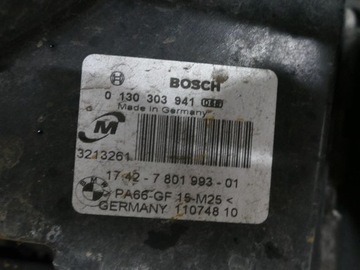 BOSCH
0 130 303 941
Made in Germany
M
3213261
17 42 - 7 801 993 - 01
> PA66-GF 15-M25 <
GERMANY 110748 10